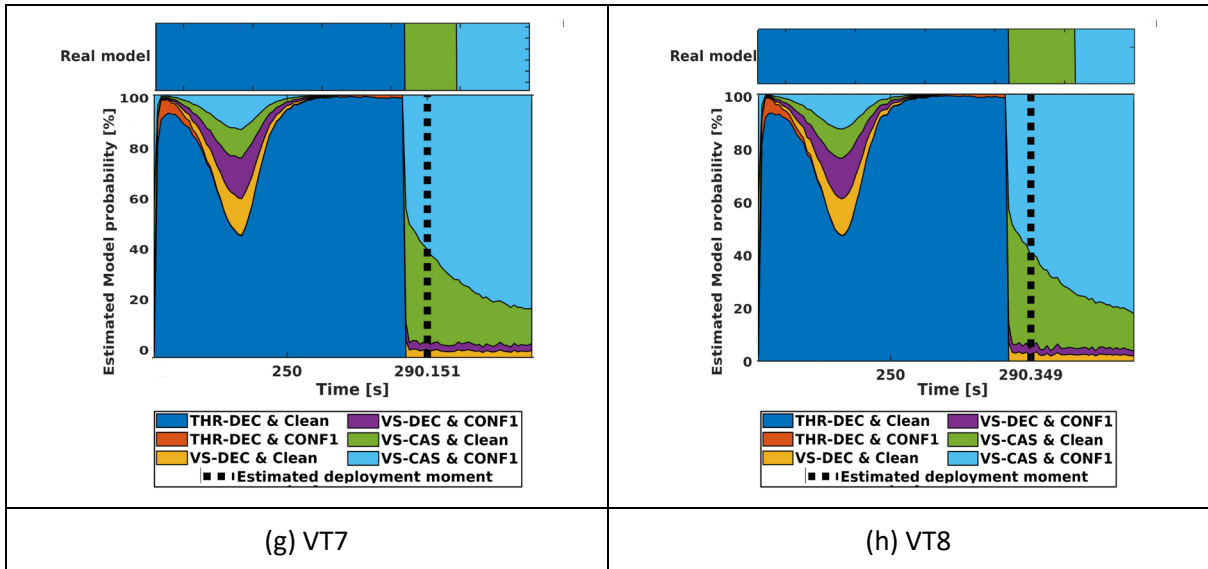 i
Real model
Estimated Model probability [%]
100
80
60
40
20
0
250
290.151
Time [s]
THR-DEC & Clean
VS-DEC & CONF1
THR-DEC & CONF1
VS-CAS & Clean
VS-DEC & Clean
VS-CAS & CONF1
Estimated deployment moment
(g) VT7
i
Real model
Estimated Model probability [%]
100
80
60
40
20
0
250
290.349
Time [s]
THR-DEC & Clean
VS-DEC & CONF1
THR-DEC & CONF1
VS-CAS & Clean
VS-DEC & Clean
VS-CAS & CONF1
Estimated deployment moment
(h) VT8